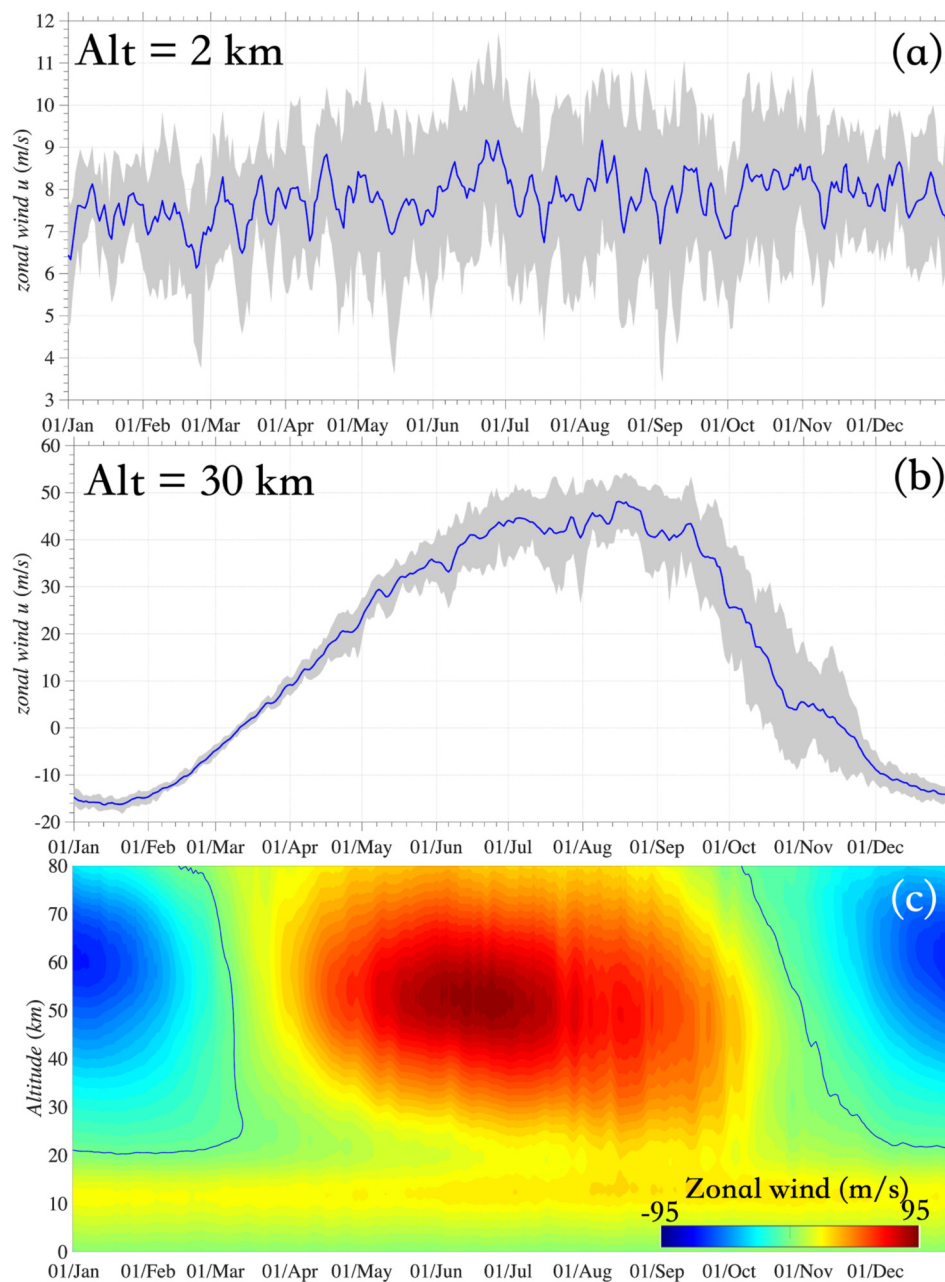 Alt = 2 km
(a)
zonal wind u (m/s)
12
11
10
9
8
7
6
5
4
3
01/Jan 01/Feb 01/Mar 01/Apr 01/May 01/Jun 01/Jul 01/Aug 01/Sep 01/Oct 01/Nov 01/Dec
Alt = 30 km
(b)
zonal wind u (m/s)
60
50
40
30
20
10
0
-10
-20
01/Jan 01/Feb 01/Mar 01/Apr 01/May 01/Jun 01/Jul 01/Aug 01/Sep 01/Oct 01/Nov 01/Dec
(c)
Altitude (km)
80
70
60
50
40
30
20
10
0
Zonal wind (m/s)
-95 95
01/Jan 01/Feb 01/Mar 01/Apr 01/May 01/Jun 01/Jul 01/Aug 01/Sep 01/Oct 01/Nov 01/Dec